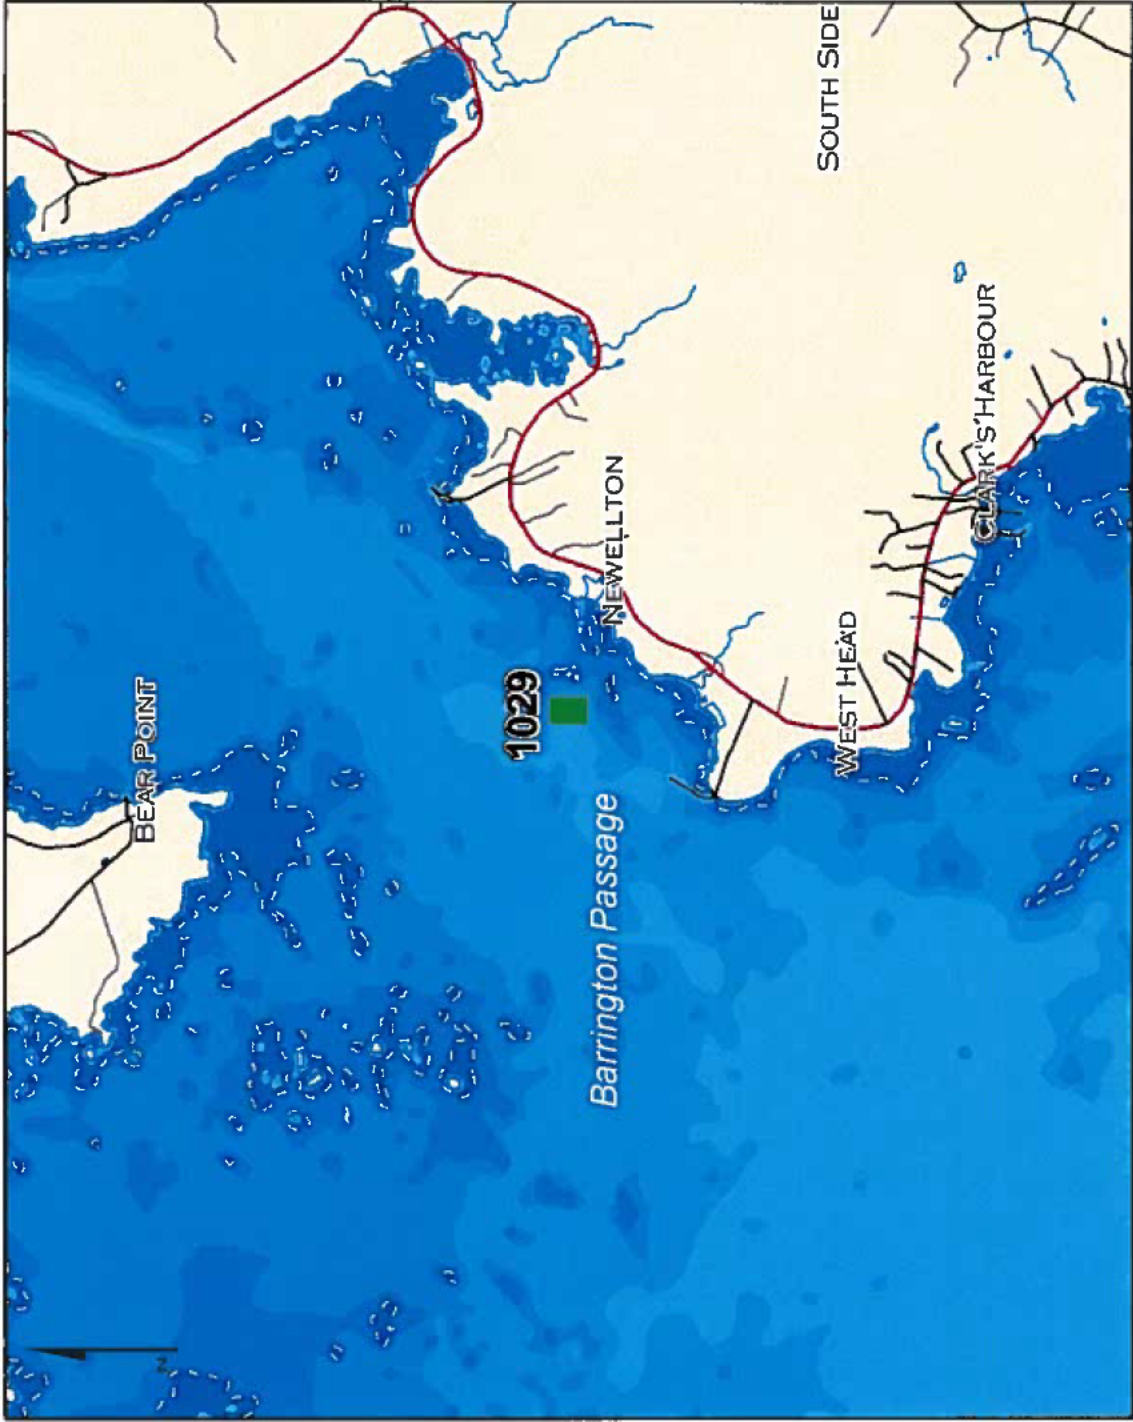 N
BEAR POINT
1029
Barrington Passage
NEWELLTON
SOUTH SIDE
WEST HEAD
CLARK'S HARBOUR